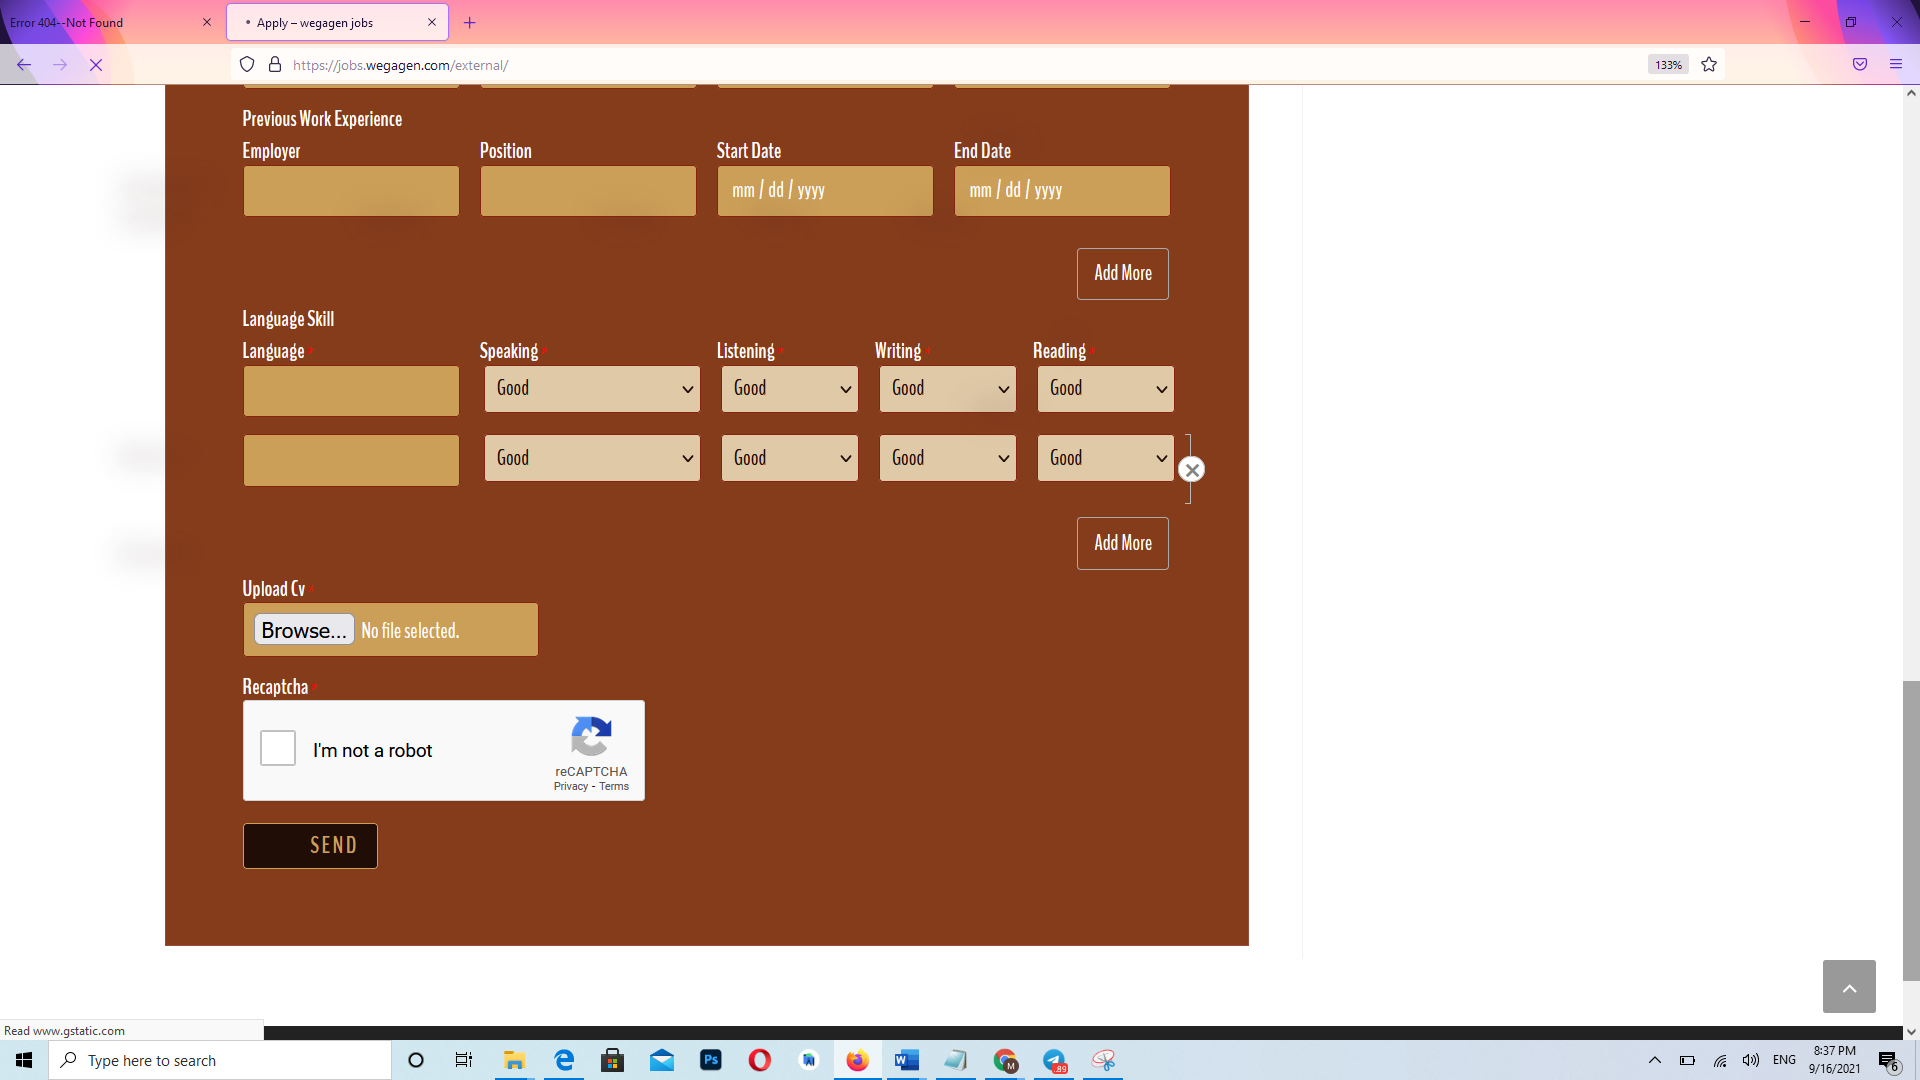 Error 404--Not Found
Apply – wegagen jobs
https://jobs.wegagen.com/external/
133%
Previous Work Experience
Employer Position Start Date End Date
mm / dd / yyyy mm / dd / yyyy
Add More
Language Skill
Language * Speaking * Listening * Writing * Reading *
Good Good Good Good
Good Good Good Good
Add More
Upload Cv *
Browse... No file selected.
Recaptcha *
I'm not a robot
reCAPTCHA
Privacy - Terms
SEND
Read www.gstatic.com
Type here to search
Ps
W
M
.89
ENG
8:37 PM
9/16/2021
6